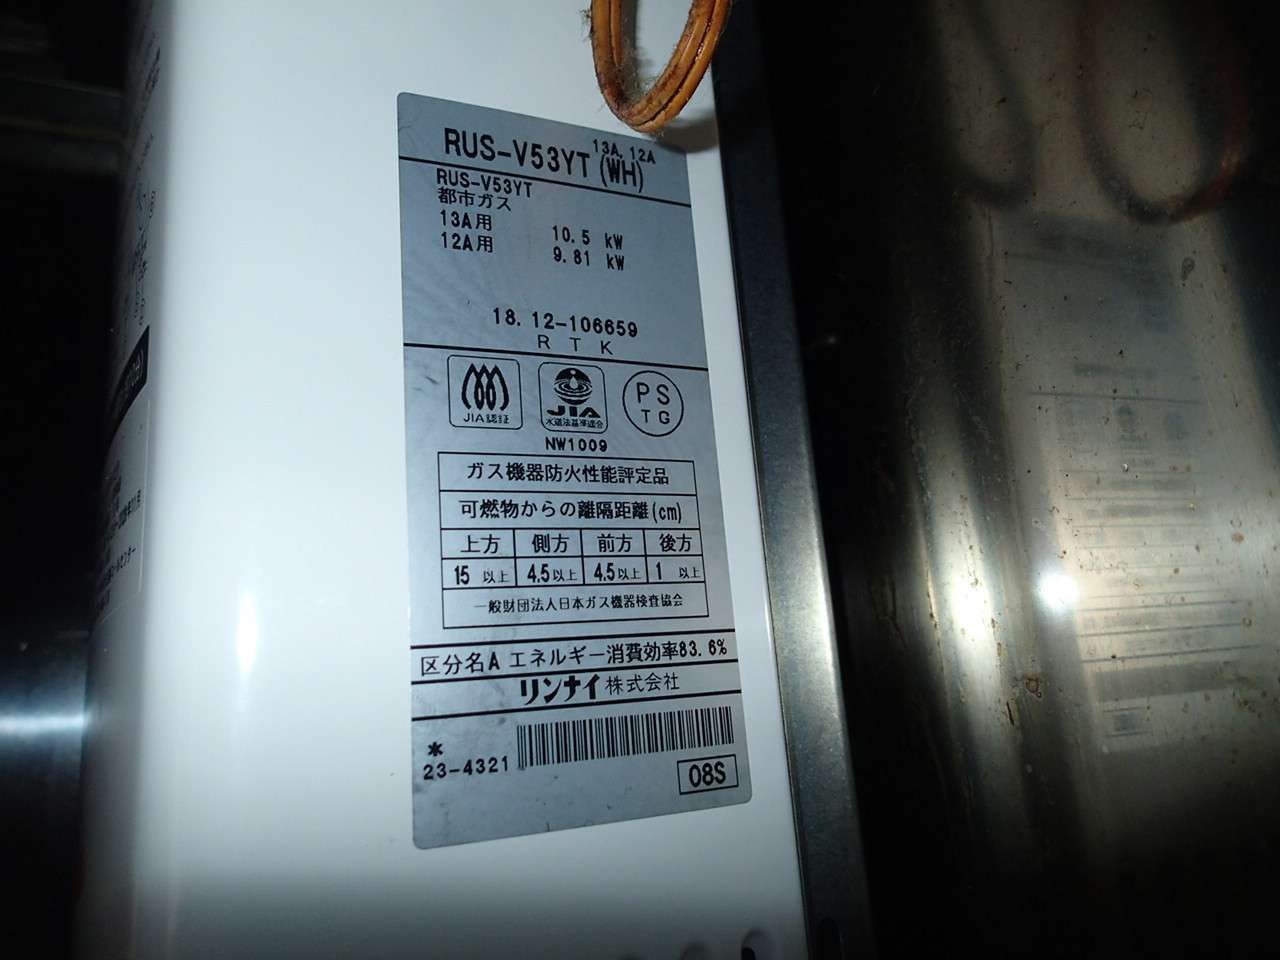 13A, 12A
RUS-V53YT (WH)
RUS-V53YT
都市ガス
13A用 10.5 kW
12A用 9.81 kW
18.12-106659
RTK
JIA認証
JIA
水道法基準適合
PS
TG
NW1009
ガス機器防火性能評定品
可燃物からの離隔距離(cm)
上方 側方 前方 後方
15 以上 4.5以上 4.5以上 1 以上
一般財団法人日本ガス機器検査協会
区分名A エネルギー消費効率83.6%
リンナイ株式会社
*
23-4321
08S